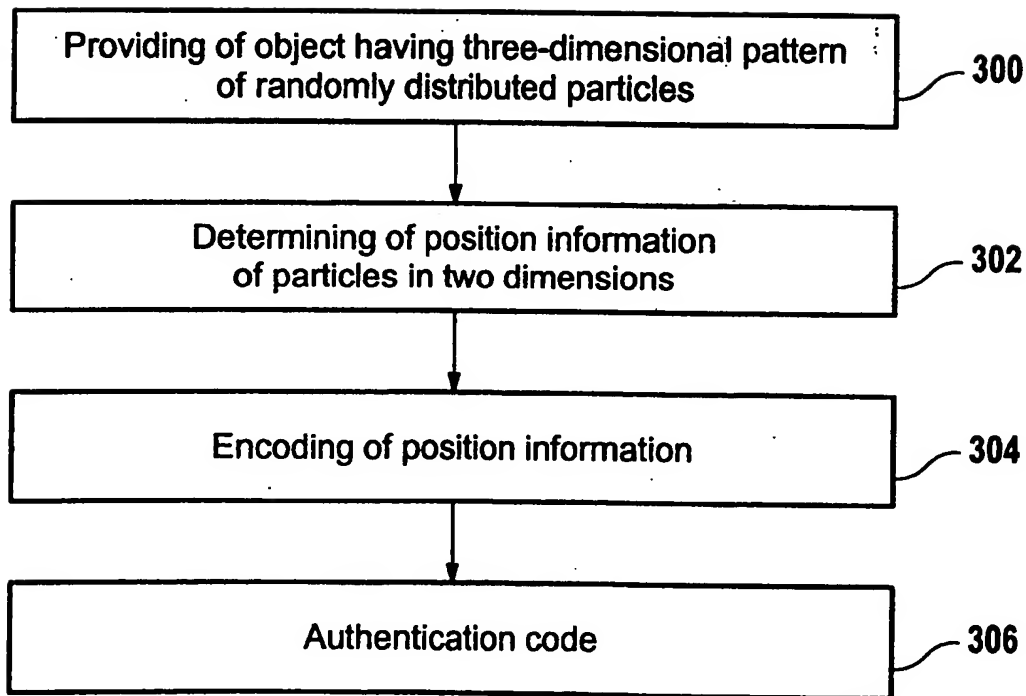 Providing of object having three-dimensional pattern
of randomly distributed particles
300
Determining of position information
of particles in two dimensions
302
Encoding of position information
304
Authentication code
306